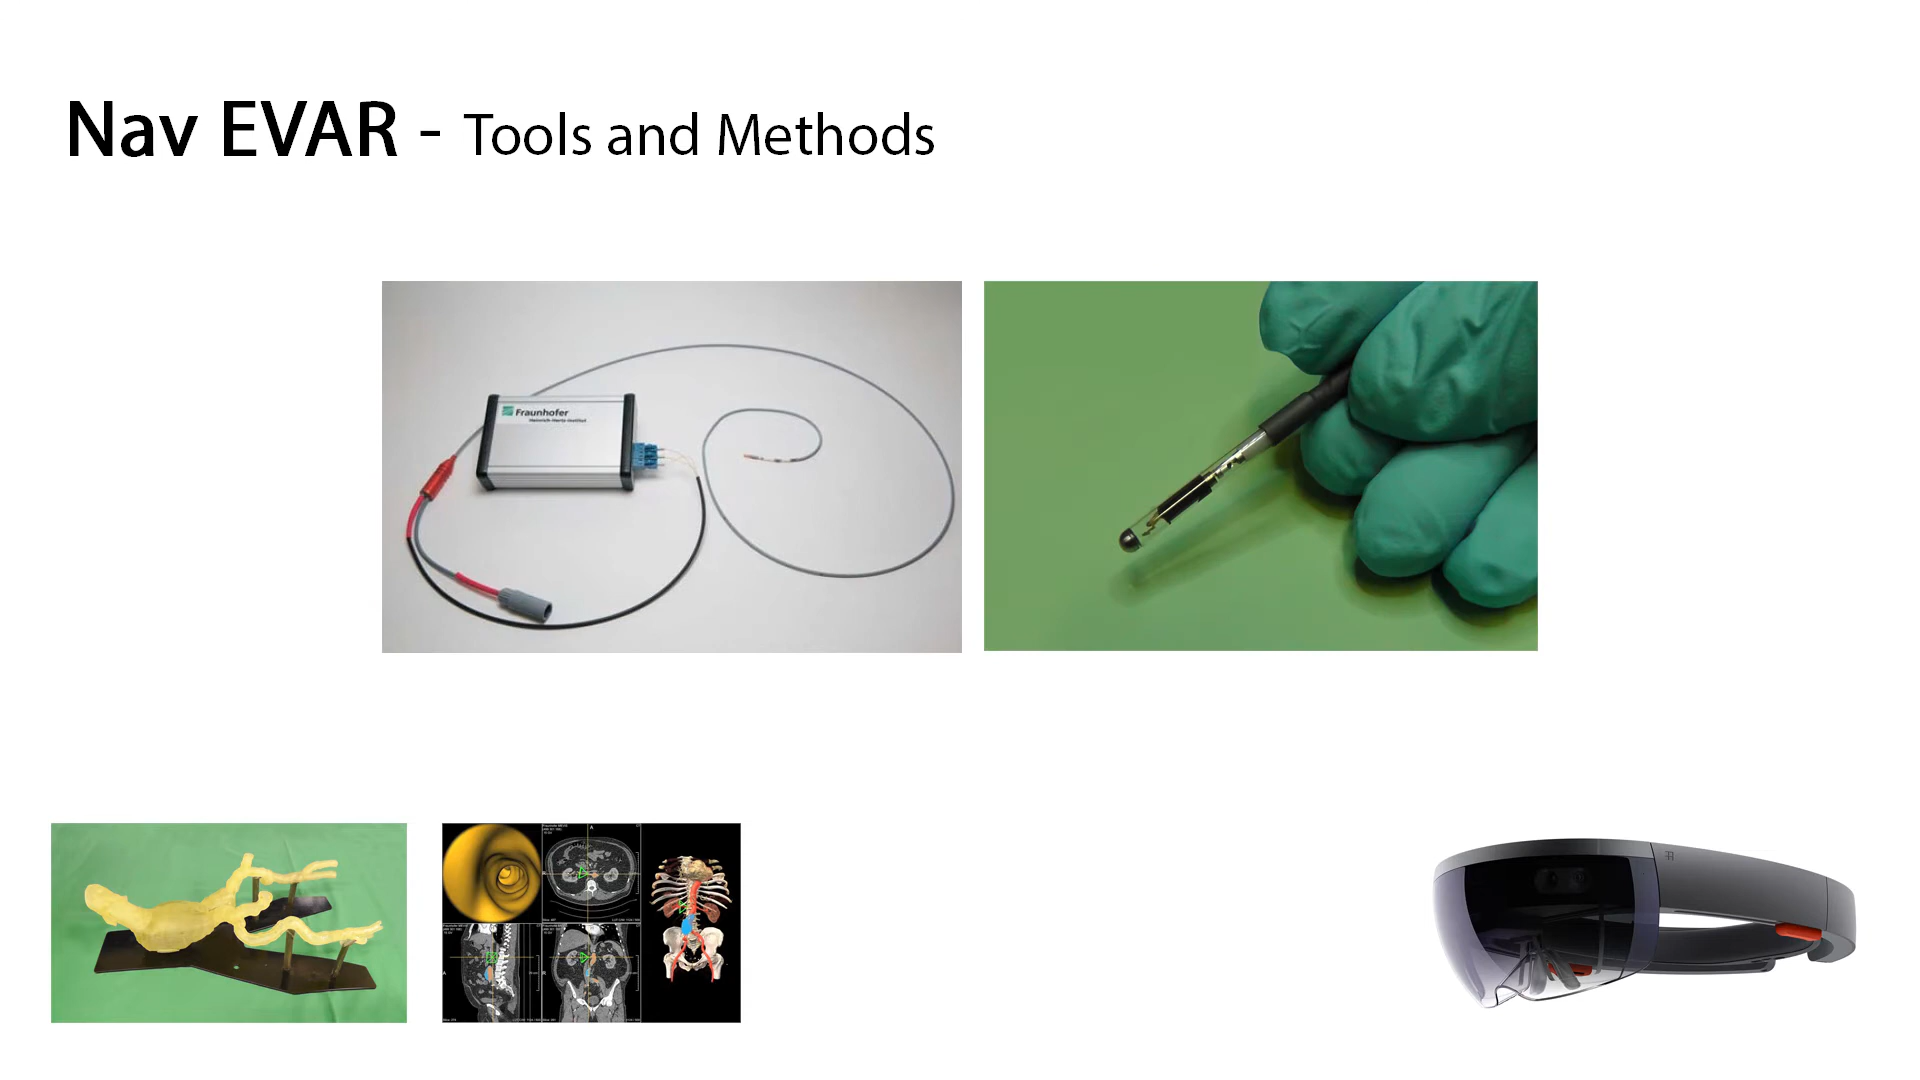 Nav EVAR - Tools and Methods
Fraunhofer
Heinrich-Hertz-Institut